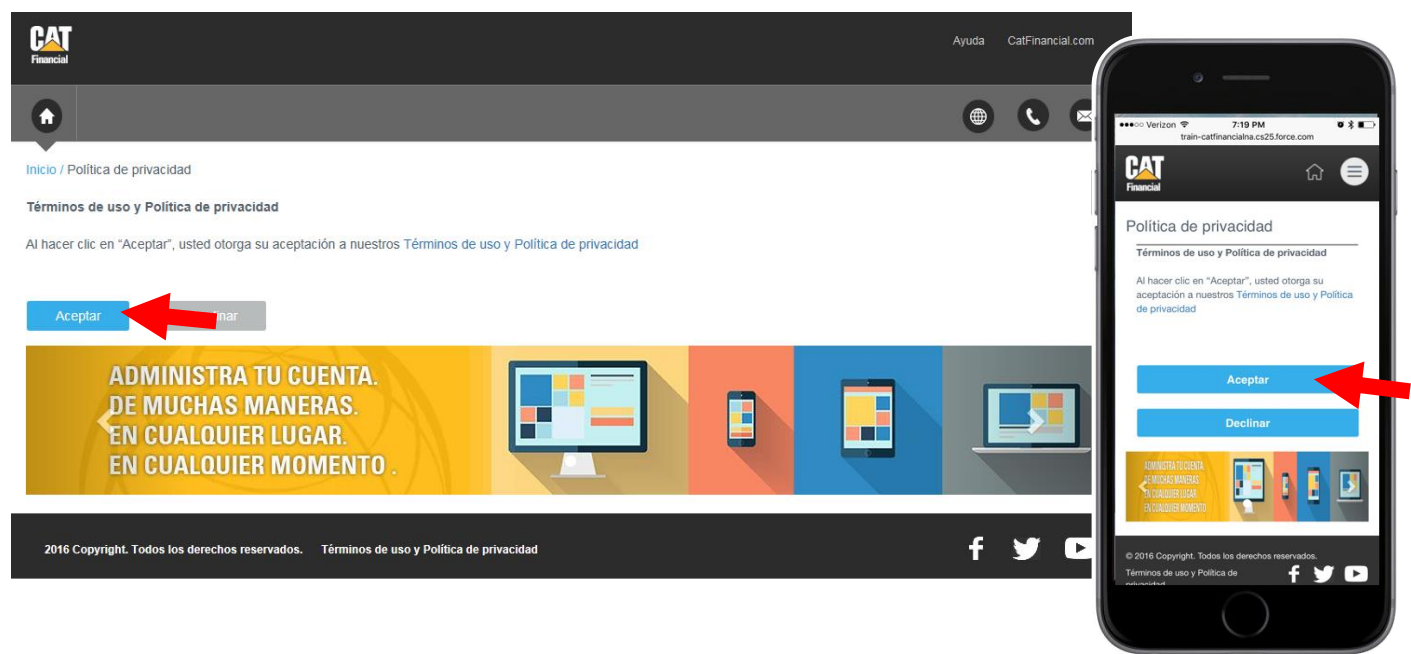 CAT
Financial
Ayuda CatFinancial.com
Inicio / Política de privacidad
Términos de uso y Política de privacidad
Al hacer clic en “Aceptar”, usted otorga su aceptación a nuestros Términos de uso y Política de privacidad
Aceptar
ADMINISTRA TU CUENTA.
DE MUCHAS MANERAS.
EN CUALQUIER LUGAR.
EN CUALQUIER MOMENTO .
2016 Copyright. Todos los derechos reservados. Términos de uso y Política de privacidad
Verizon 7:19 PM
train-catfinancialna.cs25.force.com
CAT
Financial
Política de privacidad
Términos de uso y Política de privacidad
Al hacer clic en “Aceptar”, usted otorga su
aceptación a nuestros Términos de uso y Política
de privacidad
Aceptar
Declinar
ADMINISTRA TU CUENTA
DE MUCHAS MANERAS
EN CUALQUIER LUGAR
EN CUALQUIER MOMENTO
© 2016 Copyright. Todos los derechos reservados.
Términos de uso y Política de
privacidad